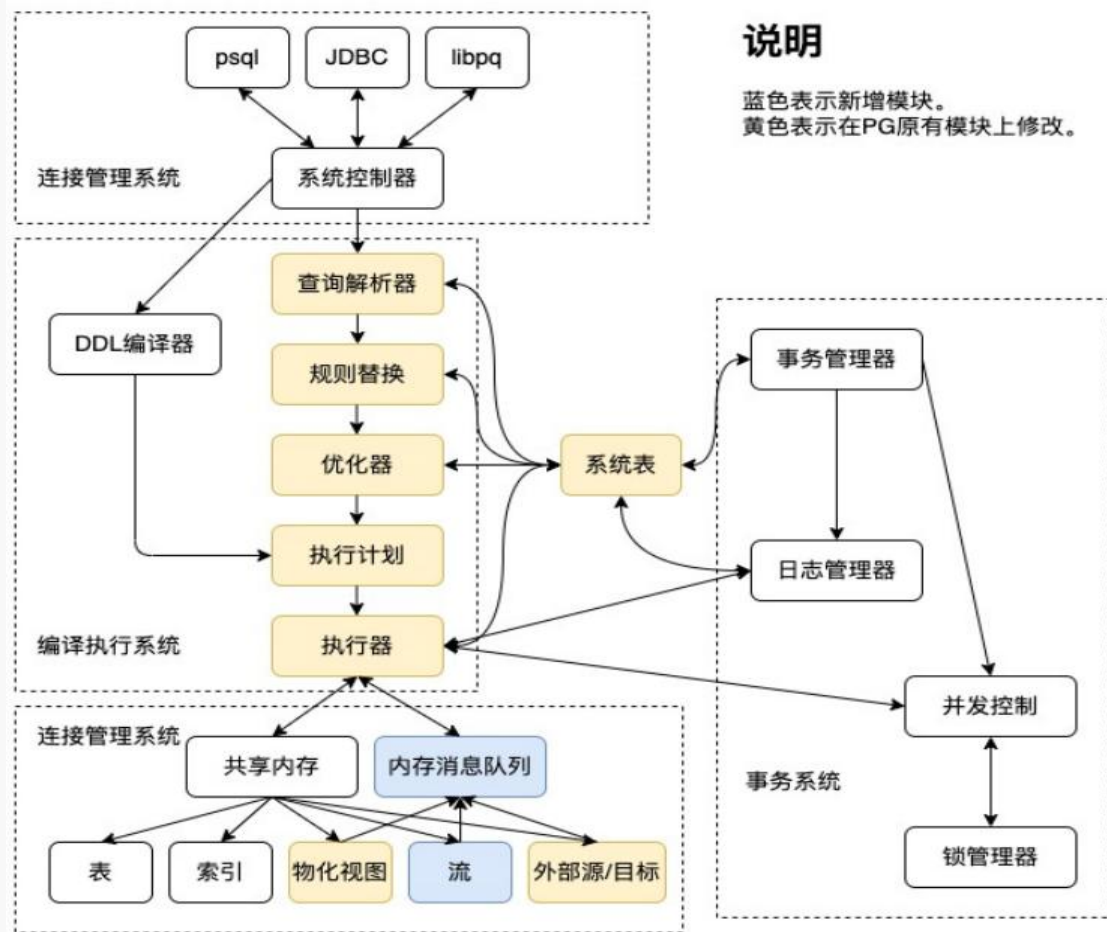 psql
JDBC
libpq
连接管理系统
系统控制器
说明
蓝色表示新增模块。
黄色表示在PG原有模块上修改。
查询解析器
DDL编译器
规则替换
优化器
执行计划
编译执行系统
执行器
系统表
事务管理器
日志管理器
并发控制
事务系统
锁管理器
连接管理系统
共享内存
内存消息队列
表
索引
物化视图
流
外部源/目标